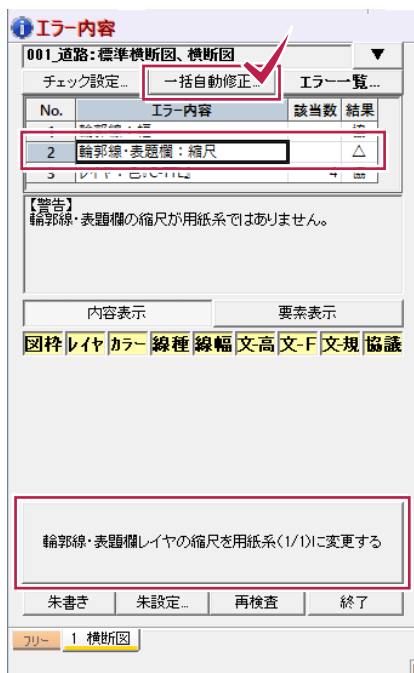 エラー内容
001_道路:標準横断図、横断図 ▼
チェック設定... 一括自動修正... エラー一覧...
No. エラー内容 該当数 結果
2 輪郭線・表題欄:縮尺 △
3 4 協
【警告】
輪郭線・表題欄の縮尺が用紙系ではありません。
内容表示 要素表示
図枠 レイヤ カラー 線種 線幅 文-高 文-F 文-規 協議
輪郭線・表題欄レイヤの縮尺を用紙系(1/1)に変更する
朱書き 朱設定... 再検査 終了
フリー 1 横断図